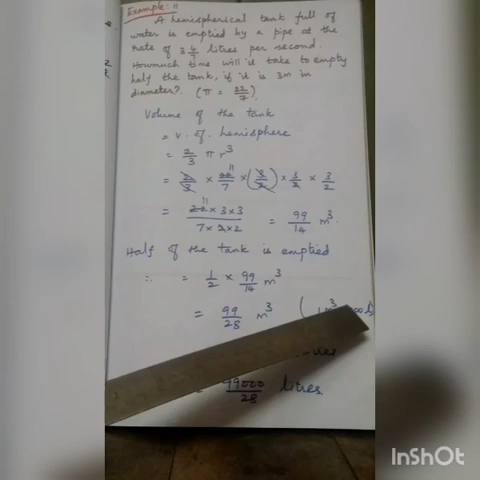 Example: 11
A hemispherical tank full of
water is emptied by a pipe at the
rate of 3 4/7 litres per second.
Howmuch time will it take to empty
half the tank, if it is 3m in
diameter?. (π = 22/7)
Volume of the tank
= V. of. hemisphere
= 2/3 π r³
= 2/3 × 22/7 × (3/2) × 3/2 × 3/2
= 22 11 × 3 × 3 / 7 × 2 × 2 = 99/14 m³.
Half of the tank is emptied
∴ = 1/2 × 99/14 m³
= 99/28 m³
= 99000/28 litres
InShOt